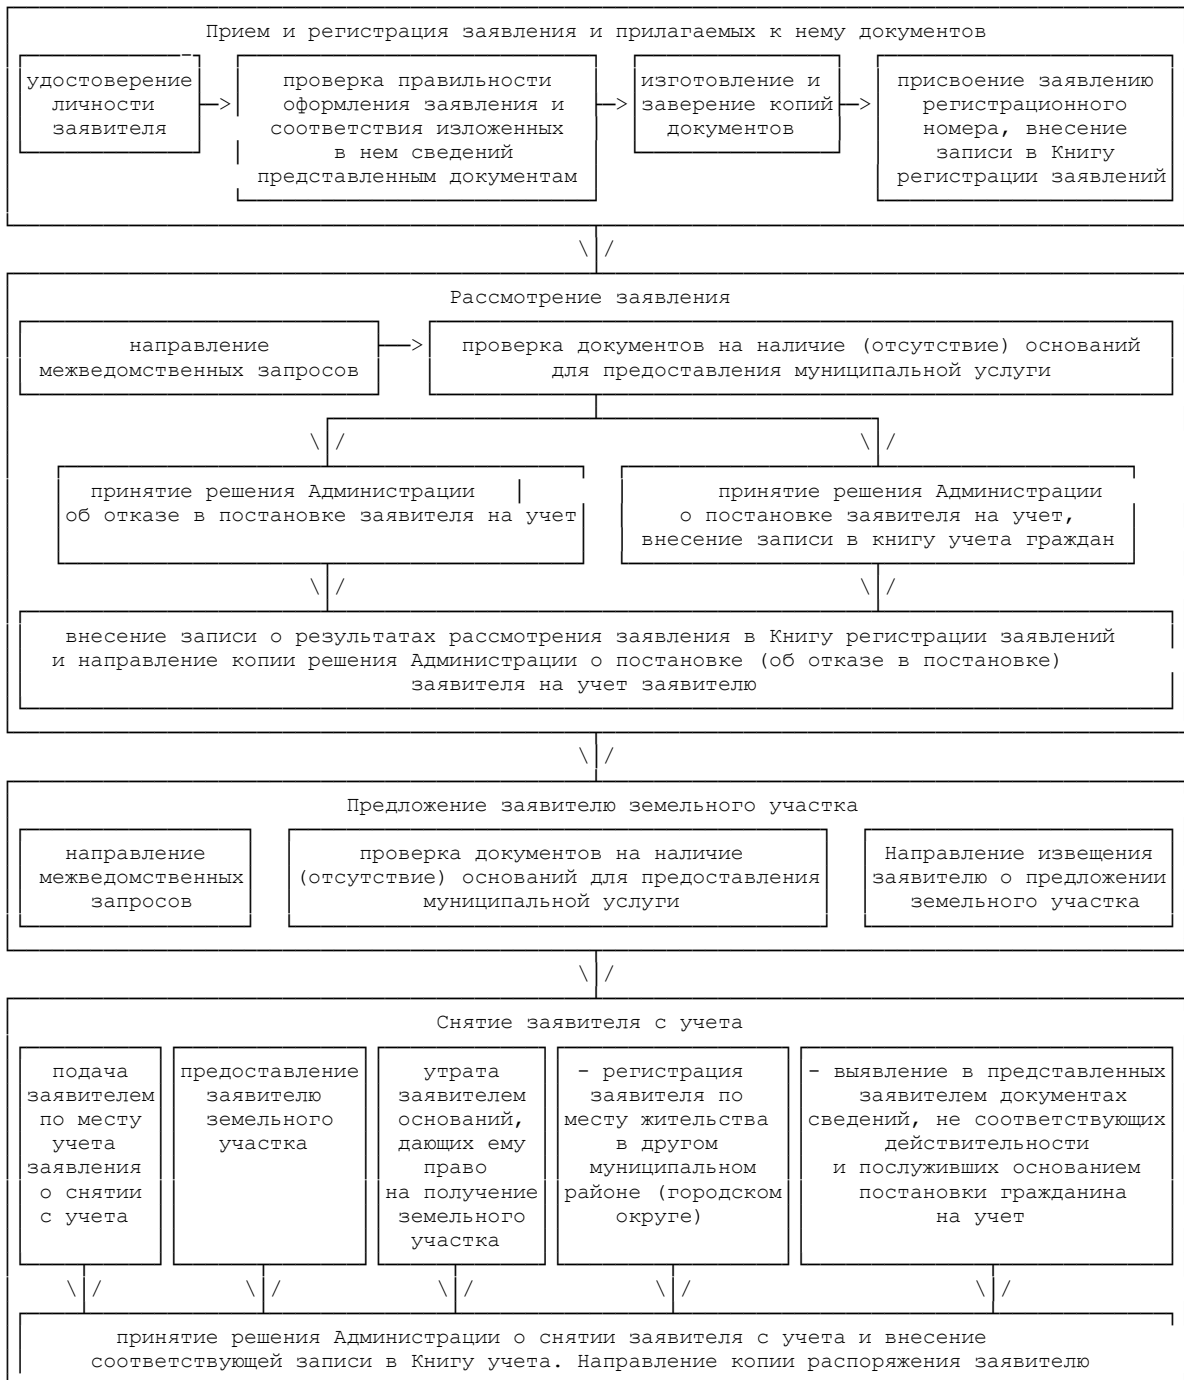 Прием и регистрация заявления и прилагаемых к нему документов
удостоверение
личности
заявителя
проверка правильности
оформления заявления и
соответствия изложенных
в нем сведений
представленным документам
изготовление и
заверение копий
документов
присвоение заявлению
регистрационного
номера, внесение
записи в Книгу
регистрации заявлений
Рассмотрение заявления
направление
межведомственных запросов
проверка документов на наличие (отсутствие) оснований
для предоставления муниципальной услуги
принятие решения Администрации
об отказе в постановке заявителя на учет
принятие решения Администрации
о постановке заявителя на учет,
внесение записи в книгу учета граждан
внесение записи о результатах рассмотрения заявления в Книгу регистрации заявлений
и направление копии решения Администрации о постановке (об отказе в постановке)
заявителя на учет заявителю
Предложение заявителю земельного участка
направление
межведомственных
запросов
проверка документов на наличие
(отсутствие) оснований для предоставления
муниципальной услуги
Направление извещения
заявителю о предложении
земельного участка
Снятие заявителя с учета
подача
заявителем
по месту
учета
заявления
о снятии
с учета
предоставление
заявителю
земельного
участка
утрата
заявителем
оснований,
дающих ему
право
на получение
земельного
участка
- регистрация
заявителя по
месту жительства
в другом
муниципальном
районе (городском
округе)
- выявление в представленных
заявителем документах
сведений, не соответствующих
действительности
и послуживших основанием
постановки гражданина
на учет
принятие решения Администрации о снятии заявителя с учета и внесение
соответствующей записи в Книгу учета. Направление копии распоряжения заявителю